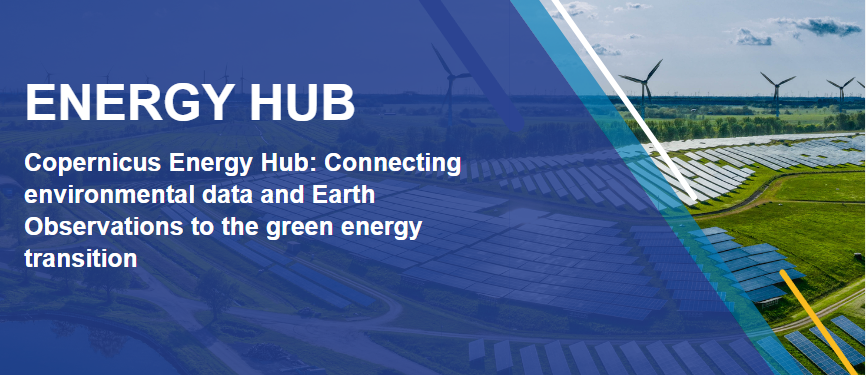 ENERGY HUB
Copernicus Energy Hub: Connecting
environmental data and Earth
Observations to the green energy
transition